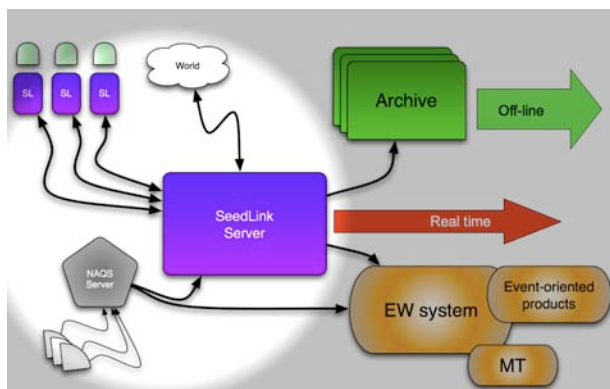 SL SL SL
World
Archive
Off-line
SeedLink
Server
Real time
NAQS
Server
EW system
Event-oriented
products
MT